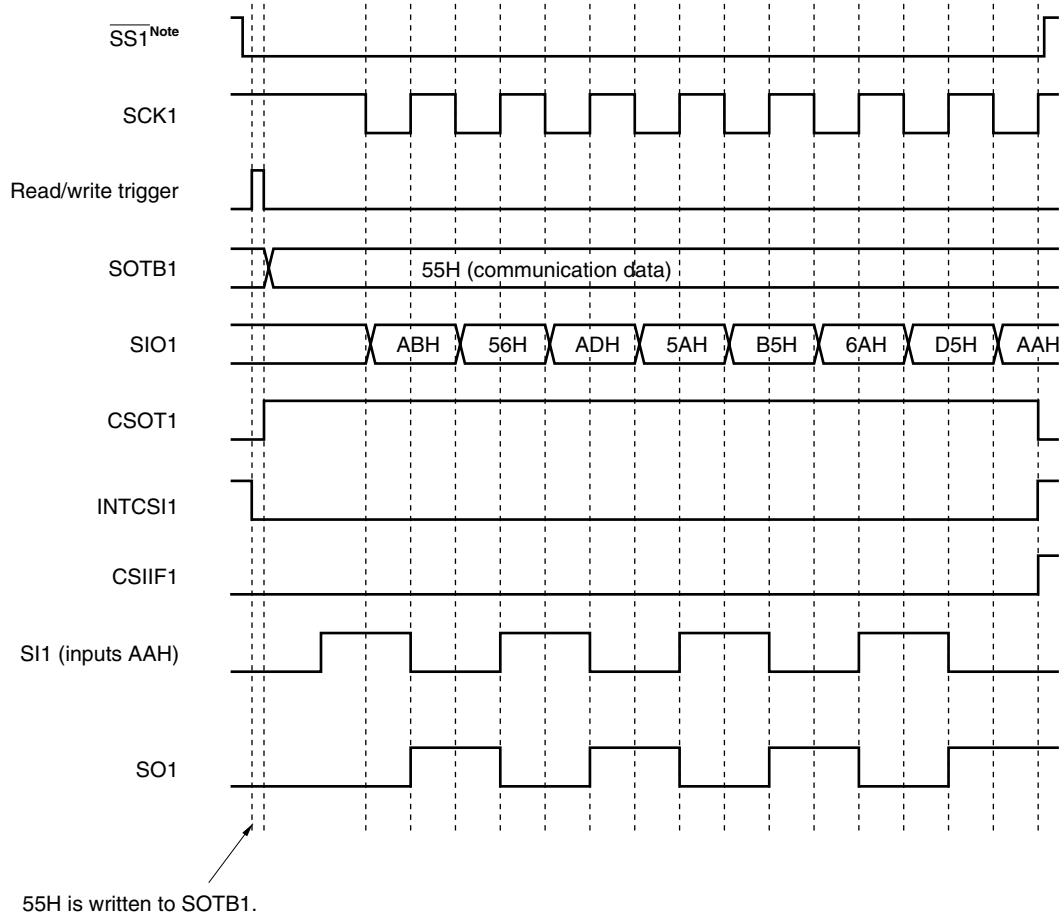 SS1Note
SCK1
Read/write trigger
SOTB1
55H (communication data)
SIO1
ABH 56H ADH 5AH B5H 6AH D5H AAH
CSOT1
INTCSI1
CSIIF1
SI1 (inputs AAH)
SO1
55H is written to SOTB1.